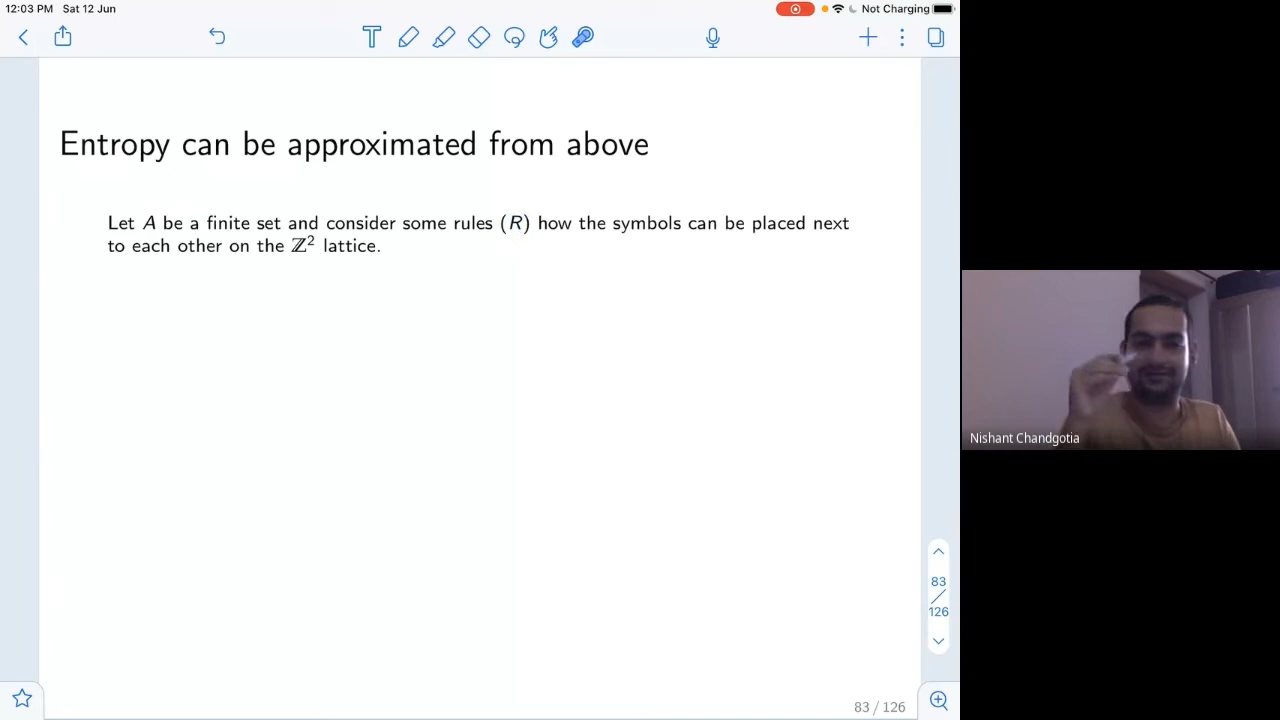 12:03 PM Sat 12 Jun
Not Charging
Entropy can be approximated from above
Let A be a finite set and consider some rules (R) how the symbols can be placed next
to each other on the ℤ² lattice.
Nishant Chandgotia
83
126
83 / 126